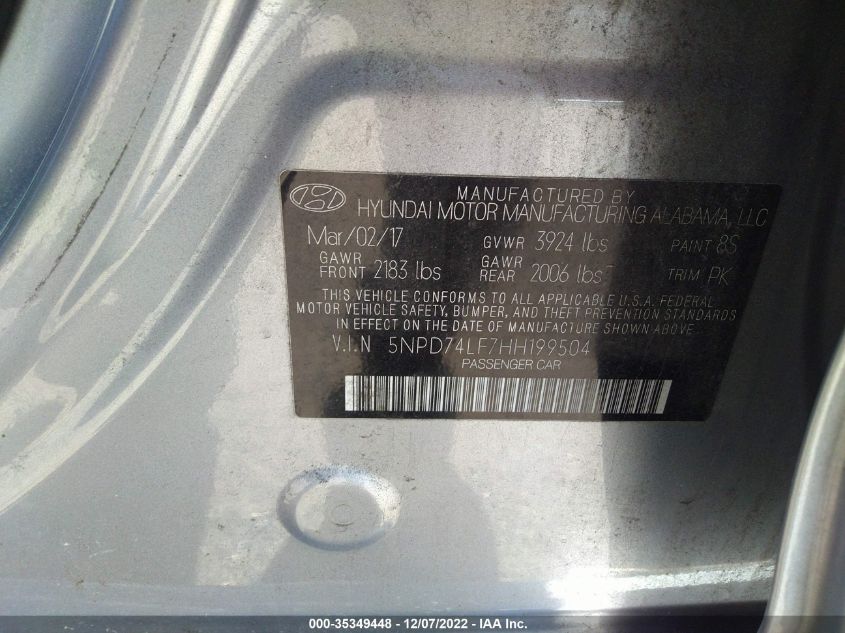 MANUFACTURED BY
HYUNDAI MOTOR MANUFACTURING ALABAMA, LLC
Mar/02/17 GVWR 3924 lbs PAINT 8S
GAWR FRONT 2183 lbs GAWR REAR 2006 lbs TRIM PK
THIS VEHICLE CONFORMS TO ALL APPLICABLE U.S.A. FEDERAL
MOTOR VEHICLE SAFETY, BUMPER, AND THEFT PREVENTION STANDARDS
IN EFFECT ON THE DATE OF MANUFACTURE SHOWN ABOVE.
V.I.N 5NPD74LF7HH199504
PASSENGER CAR
000-35349448 - 12/07/2022 - IAA Inc.